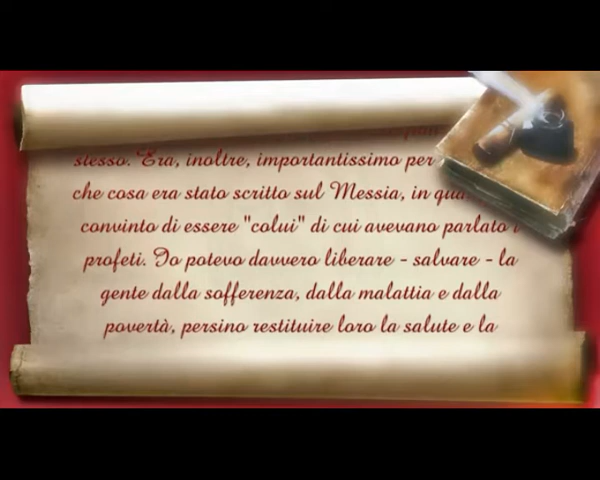 stesso. Era, inoltre, importantissimo per
che cosa era stato scritto sul Messia, in
convinto di essere "colui" di cui avevano parlato i
profeti. Io potevo davvero liberare - salvare - la
gente dalla sofferenza, dalla malattia e dalla
povertà, persino restituire loro la salute e la